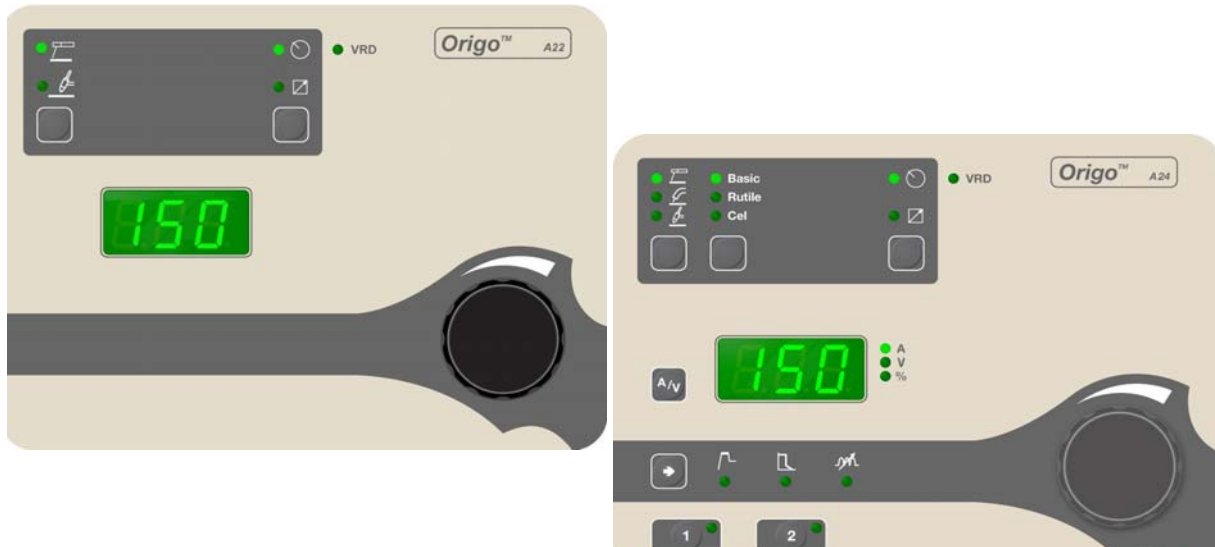 VRD
Origo™ A22
150
Basic
Rutile
Cel
VRD
Origo™ A24
A/V
150
A
V
%
1
2